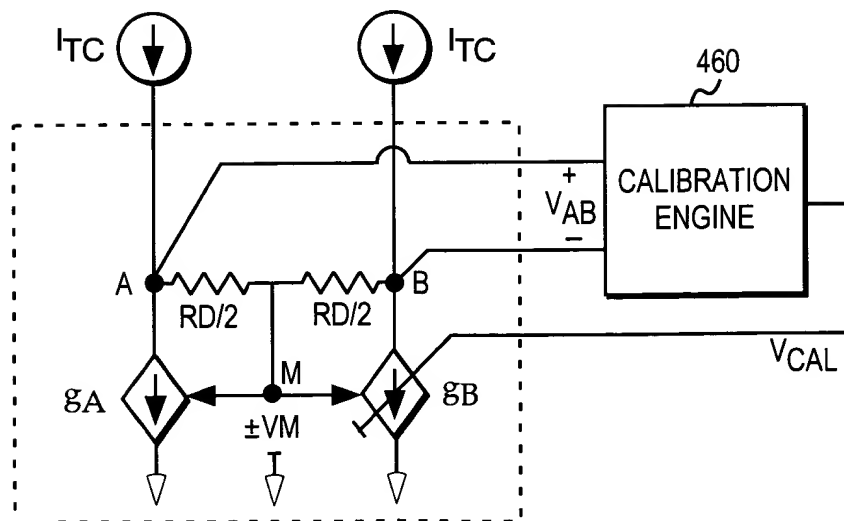 ITC
ITC
460
CALIBRATION
ENGINE
+
VAB
−
A
RD/2
RD/2
B
M
gA
gB
±VM
VCAL